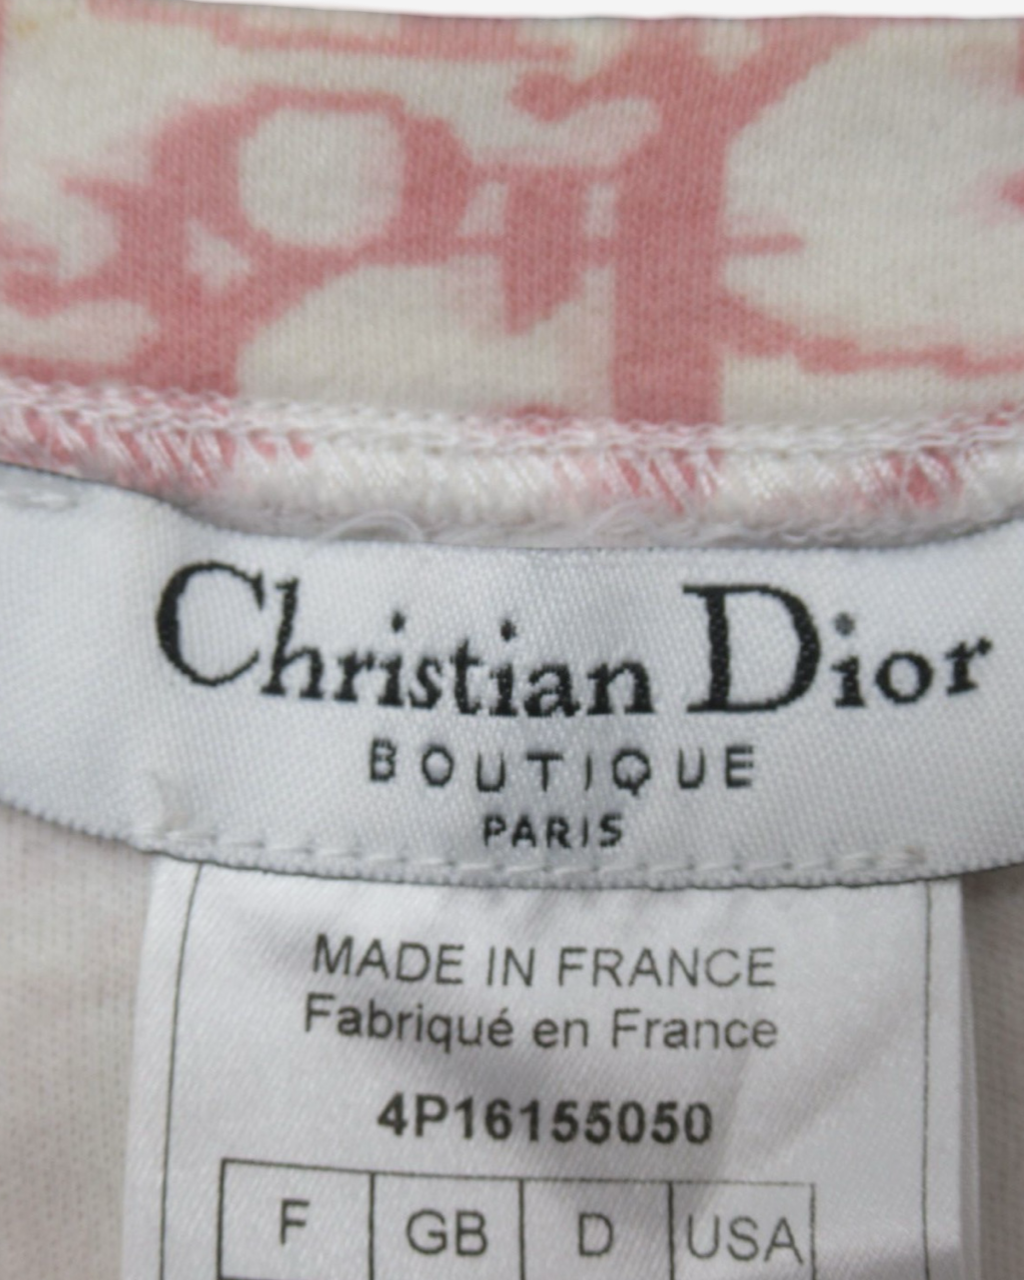 Christian Dior
BOUTIQUE
PARIS
MADE IN FRANCE
Fabriqué en France
4P16155050
F GB D USA